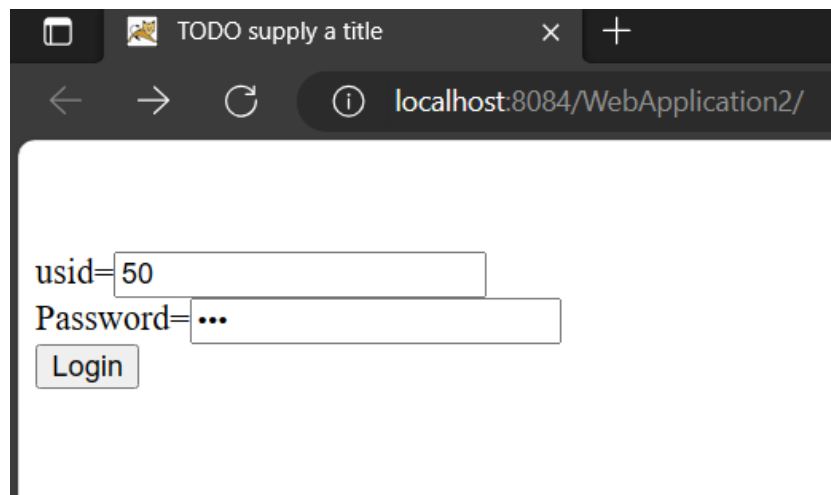 TODO supply a title
localhost:8084/WebApplication2/
usid=50
Password=•••
Login